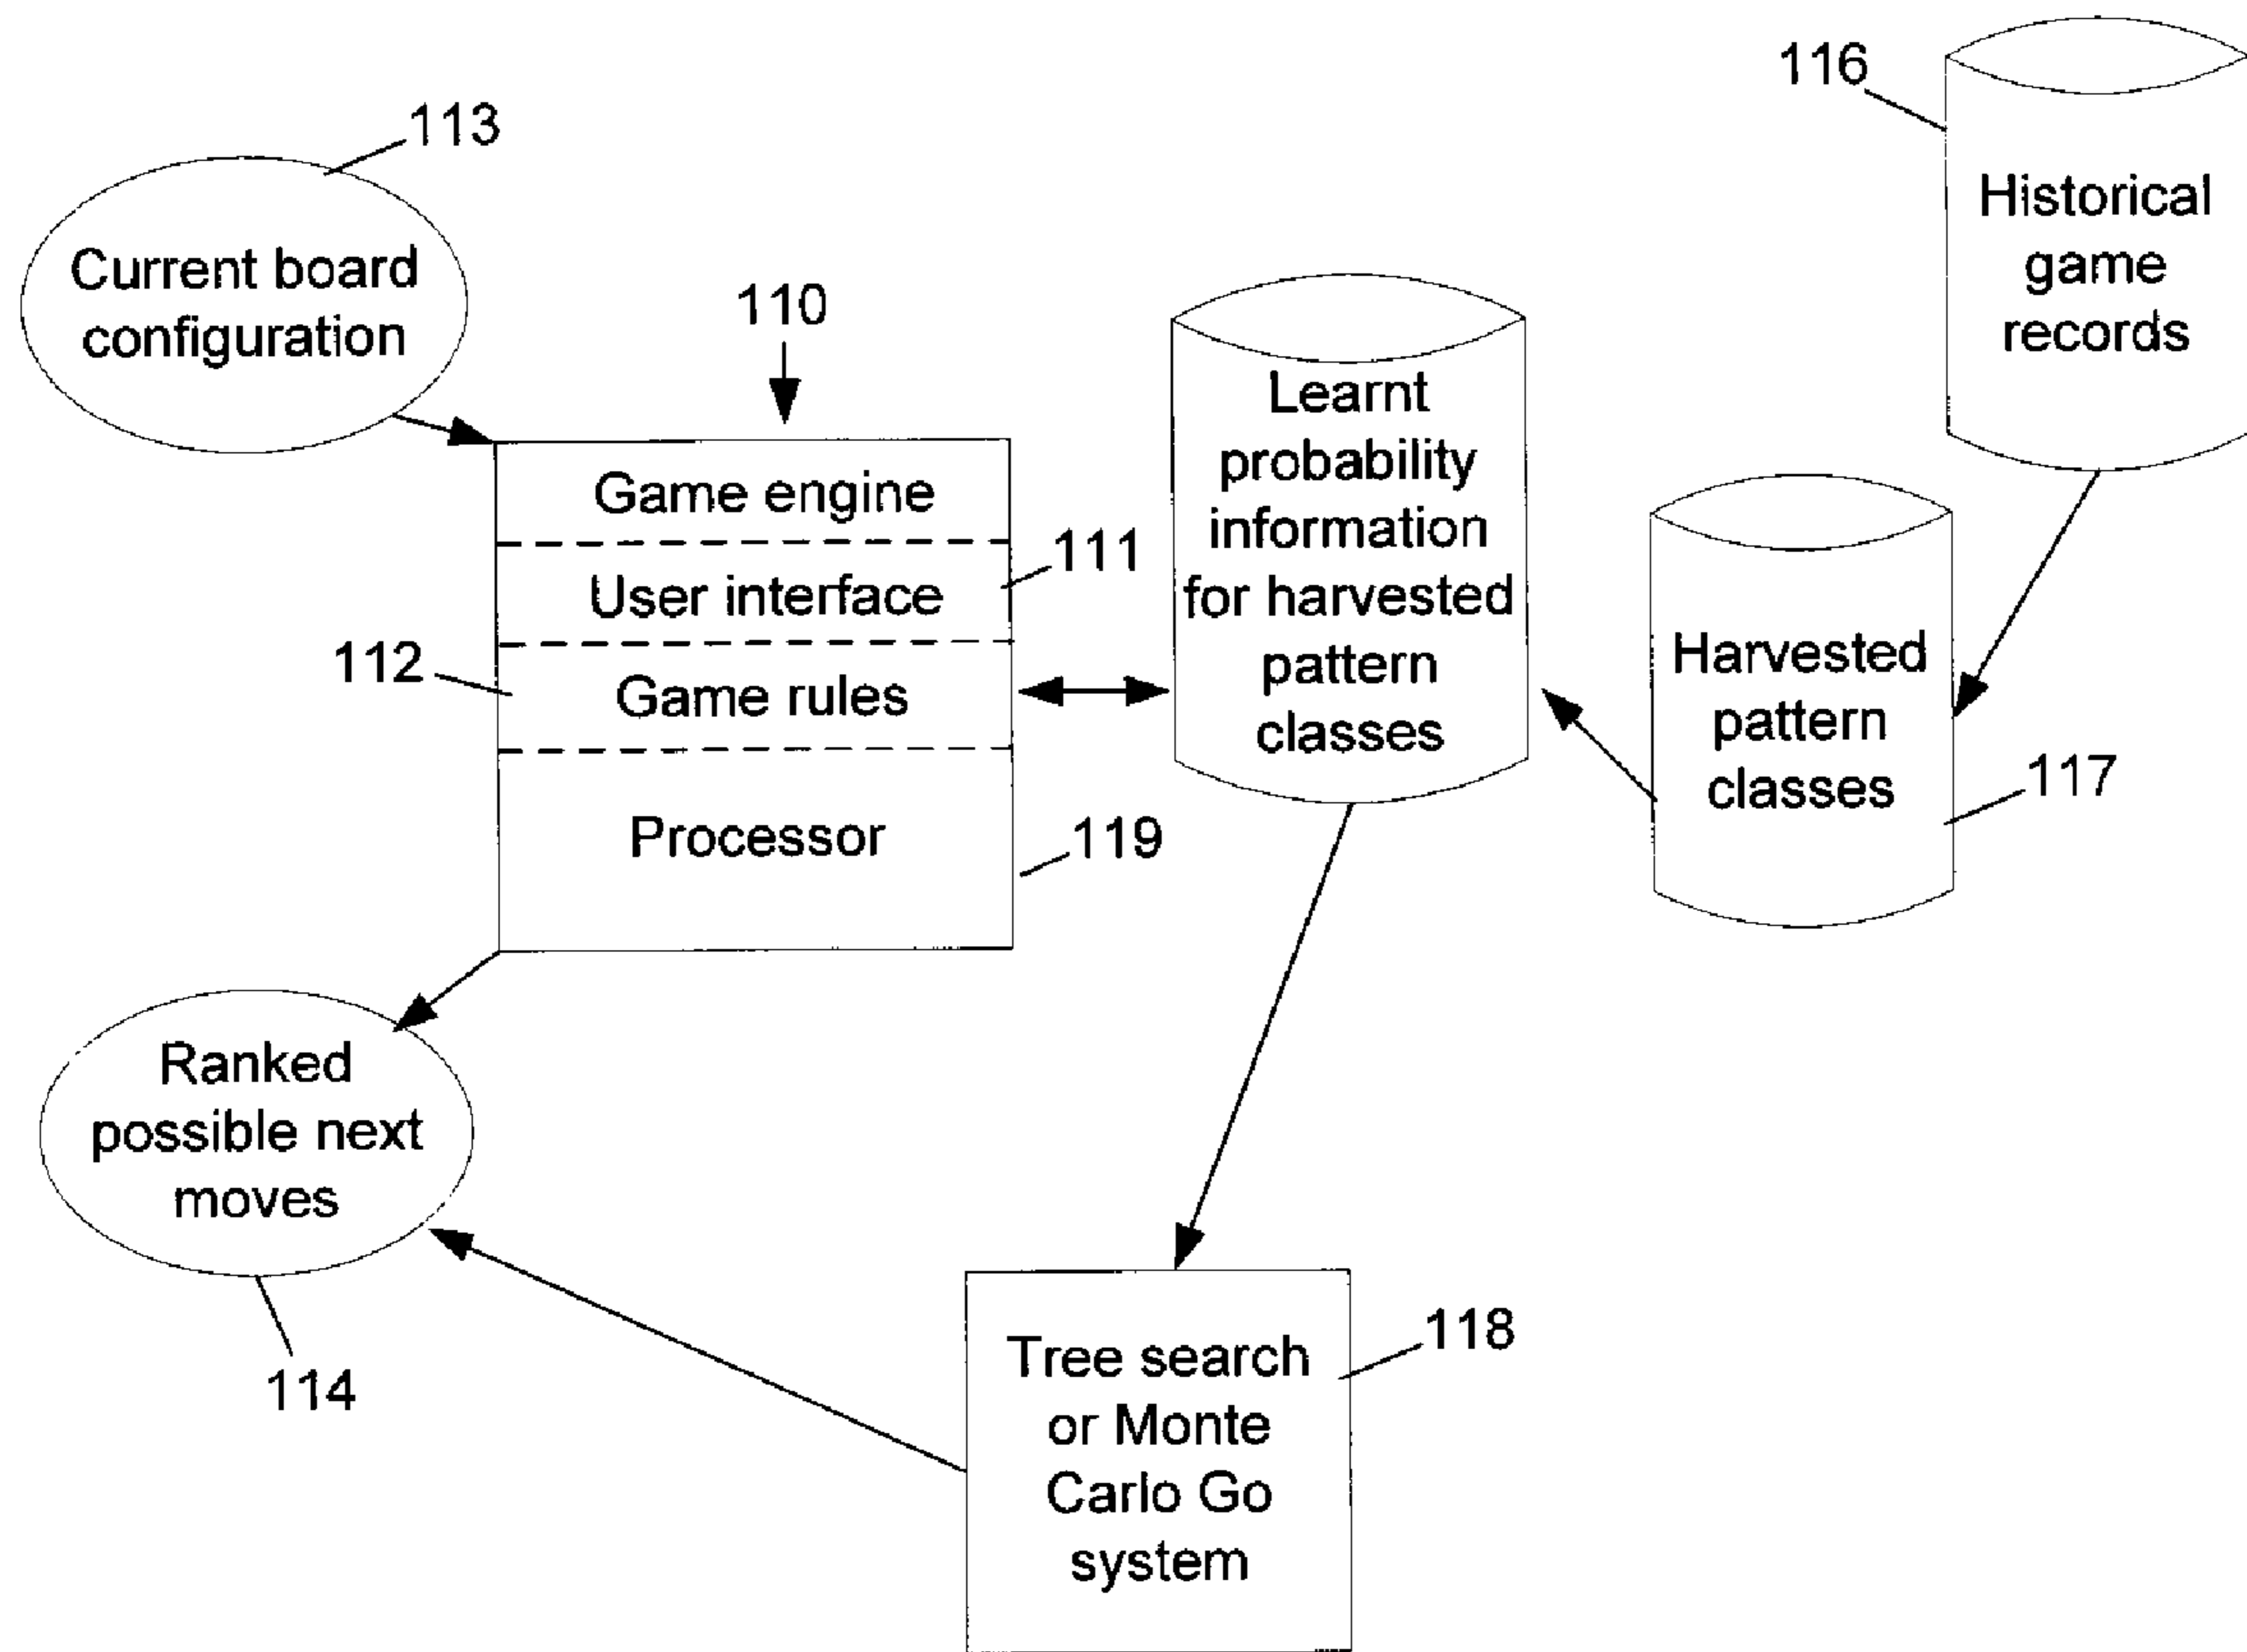 116
113
Historical
game
records
Current board
configuration
110
Learnt
probability
information
for harvested
pattern
classes
Game engine
111
User interface
112
Game rules
Harvested
pattern
classes
117
Processor
119
Ranked
possible next
moves
114
118
Tree search
or Monte
Carlo Go
system